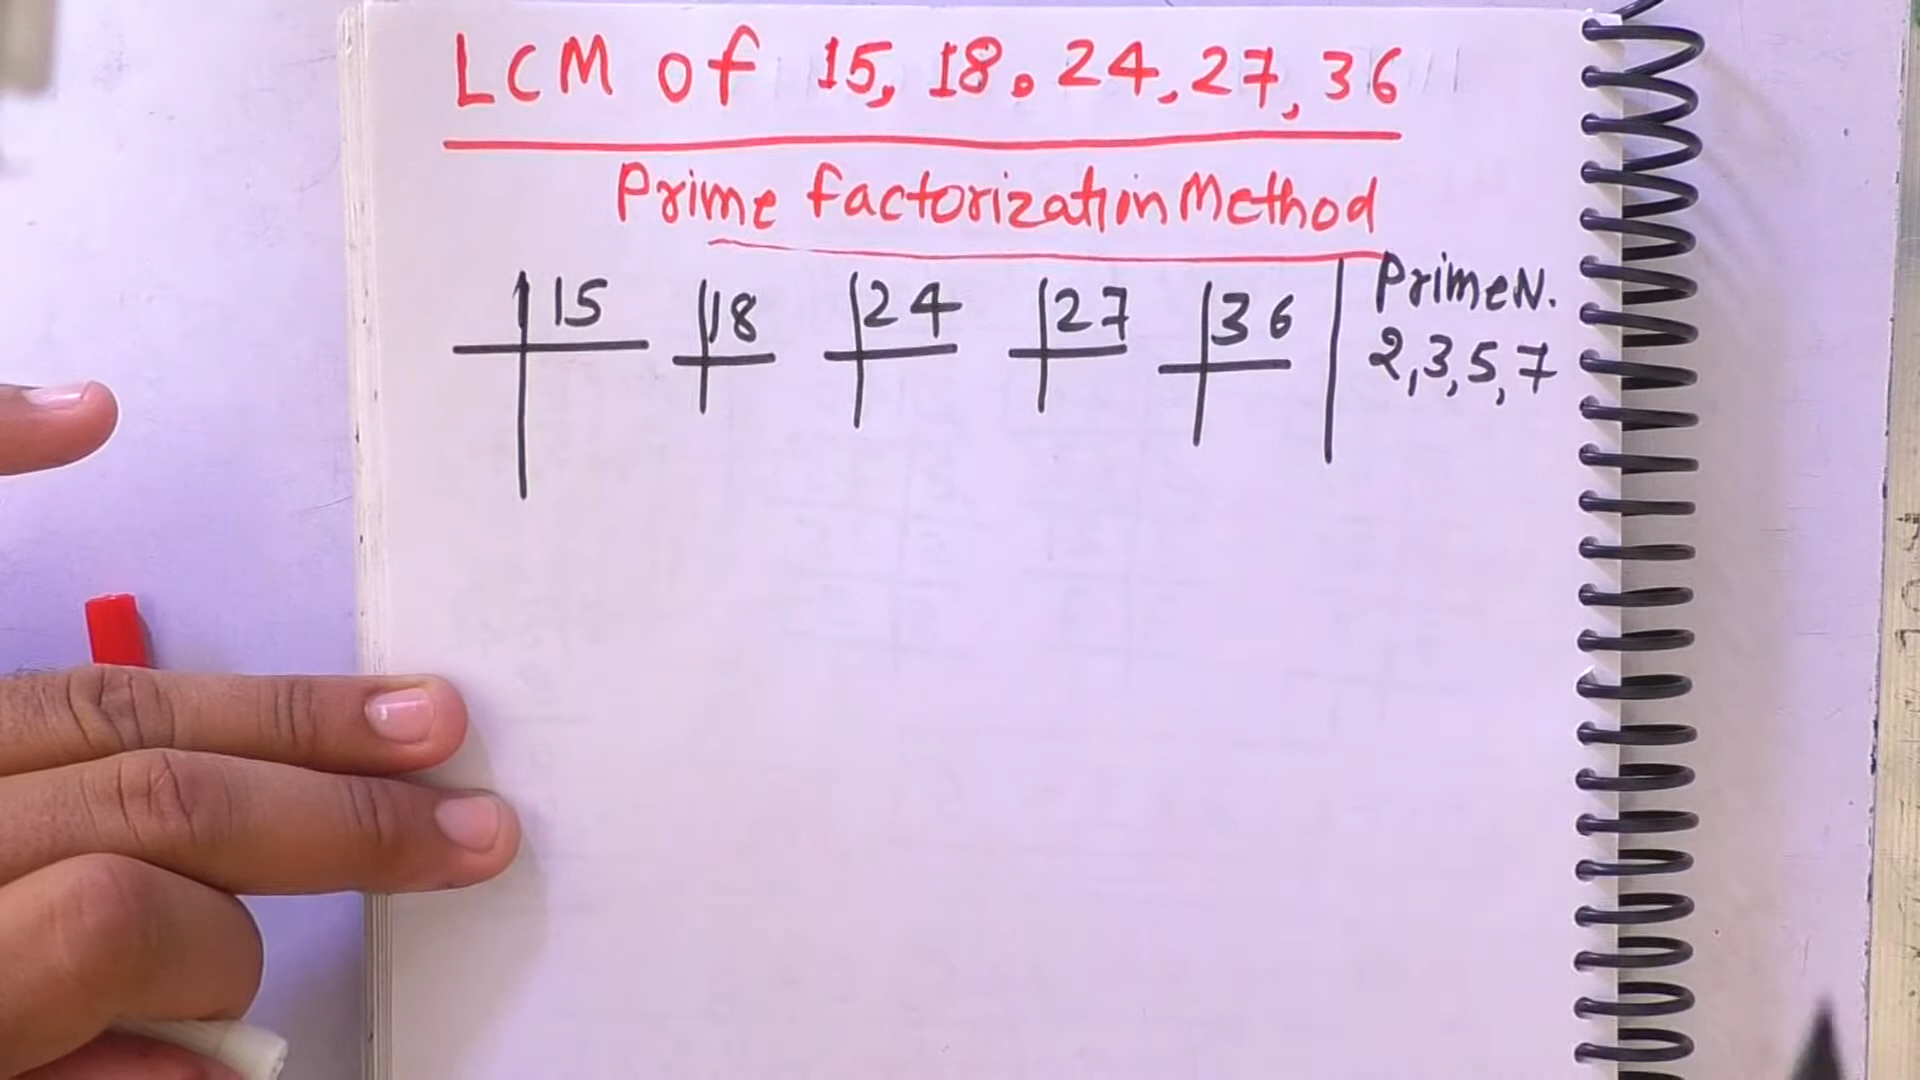 LCM of 15, 18. 24, 27, 36
Prime factorization Method
15 18 24 27 36
Prime N.
2,3,5,7